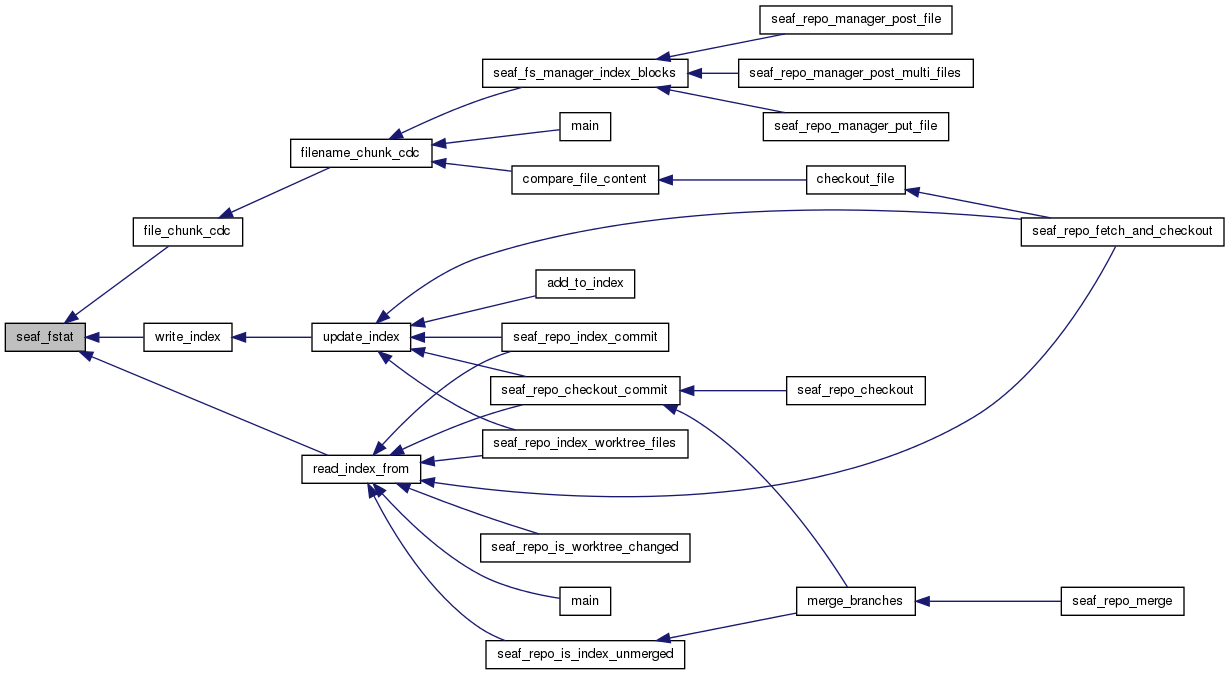 seaf_repo_manager_post_file
seaf_fs_manager_index_blocks
seaf_repo_manager_post_multi_files
main
seaf_repo_manager_put_file
filename_chunk_cdc
compare_file_content
checkout_file
file_chunk_cdc
seaf_repo_fetch_and_checkout
add_to_index
seaf_fstat
write_index
update_index
seaf_repo_index_commit
seaf_repo_checkout_commit
seaf_repo_checkout
seaf_repo_index_worktree_files
read_index_from
seaf_repo_is_worktree_changed
main
merge_branches
seaf_repo_merge
seaf_repo_is_index_unmerged